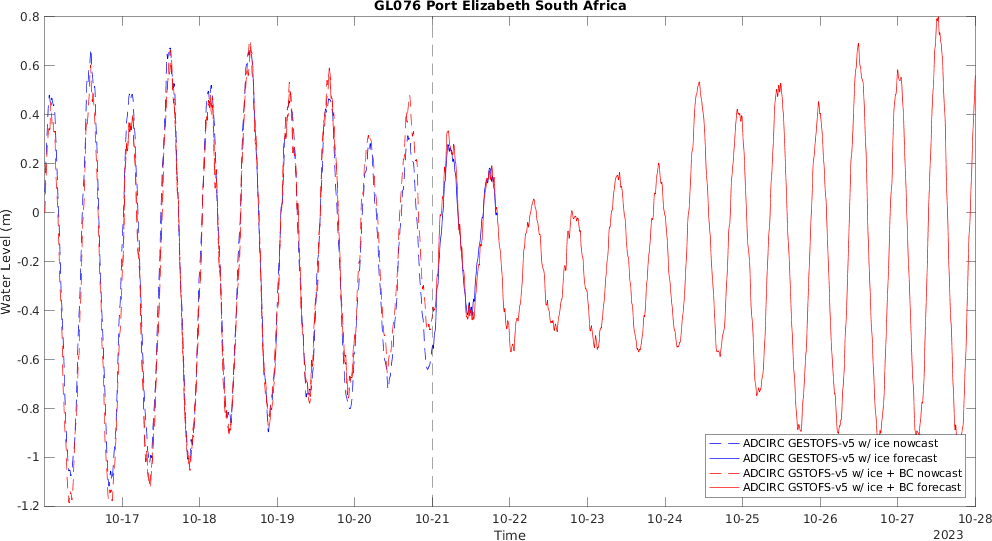 GL076 Port Elizabeth South Africa
0.8
0.6
0.4
0.2
0
-0.2
-0.4
-0.6
-0.8
-1
-1.2
Water Level (m)
10-17 10-18 10-19 10-20 10-21 10-22 10-23 10-24 10-25 10-26 10-27 10-28
Time
2023
ADCIRC GESTOFS-v5 w/ ice nowcast
ADCIRC GESTOFS-v5 w/ ice forecast
ADCIRC GSTOFS-v5 w/ ice + BC nowcast
ADCIRC GSTOFS-v5 w/ ice + BC forecast